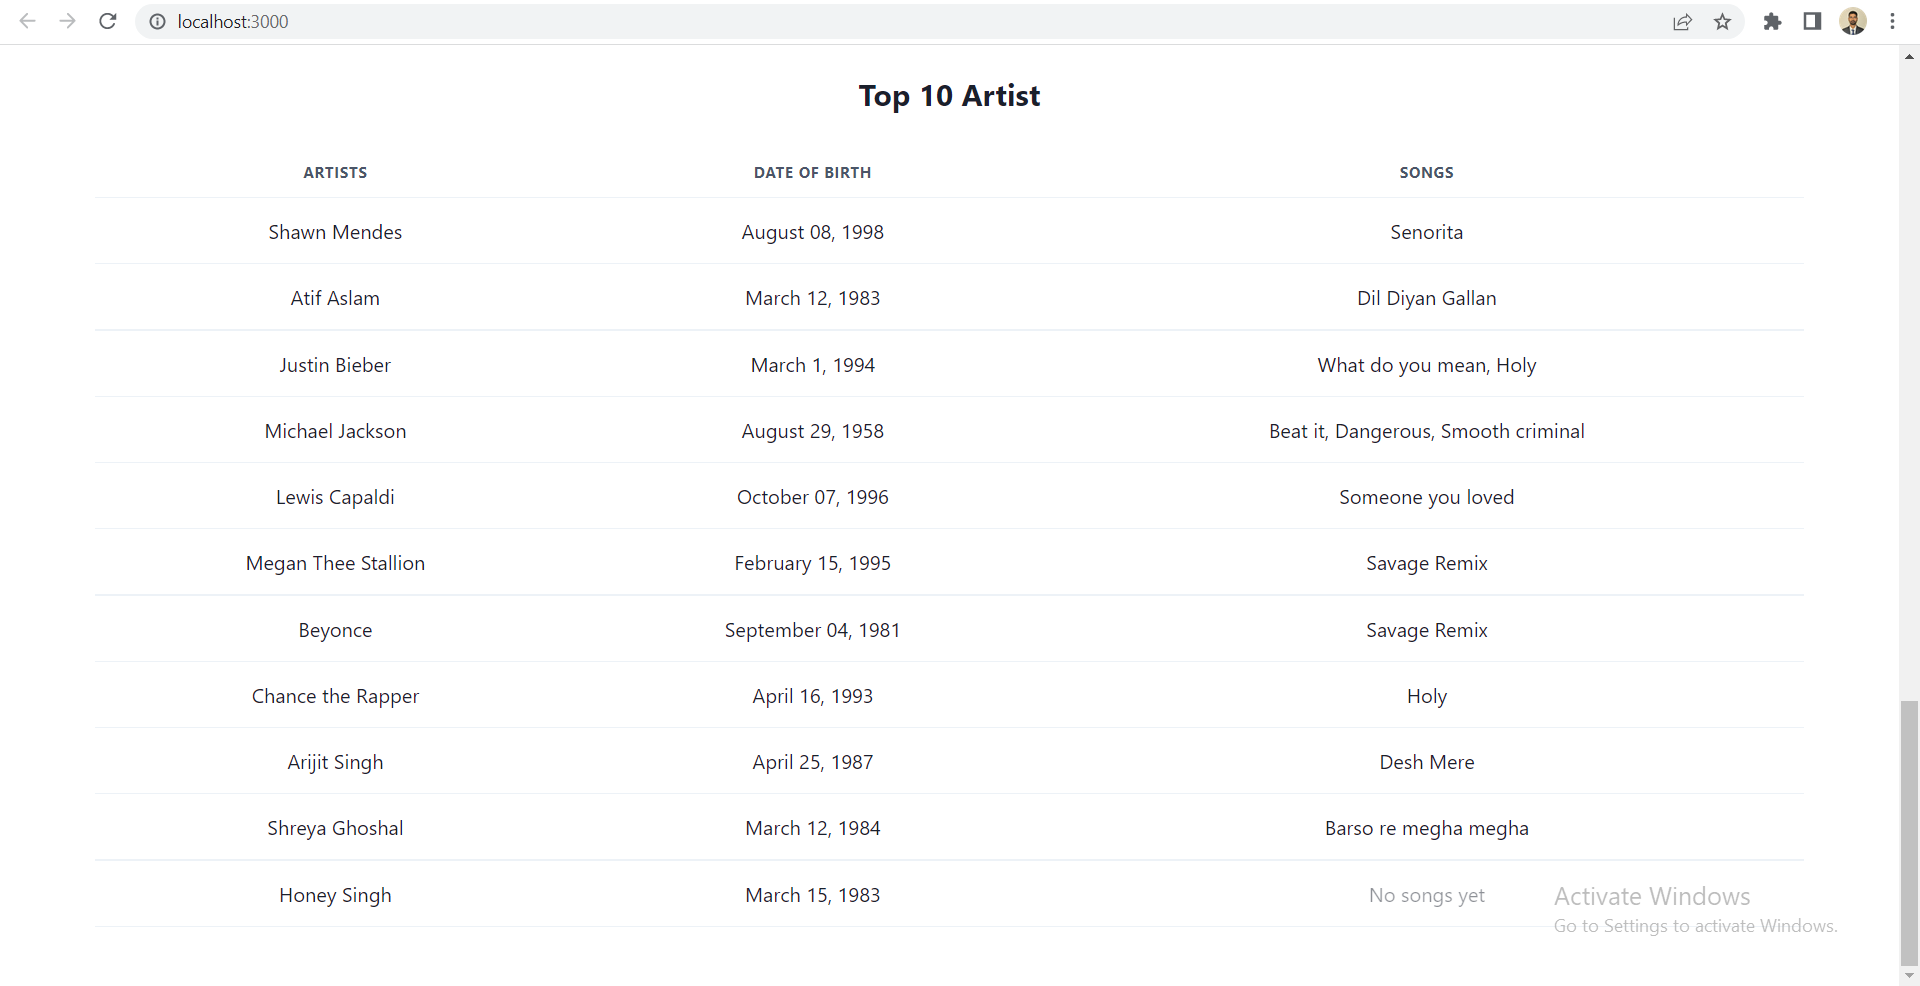 localhost:3000
Top 10 Artist
ARTISTS DATE OF BIRTH SONGS
Shawn Mendes August 08, 1998 Senorita
Atif Aslam March 12, 1983 Dil Diyan Gallan
Justin Bieber March 1, 1994 What do you mean, Holy
Michael Jackson August 29, 1958 Beat it, Dangerous, Smooth criminal
Lewis Capaldi October 07, 1996 Someone you loved
Megan Thee Stallion February 15, 1995 Savage Remix
Beyonce September 04, 1981 Savage Remix
Chance the Rapper April 16, 1993 Holy
Arijit Singh April 25, 1987 Desh Mere
Shreya Ghoshal March 12, 1984 Barso re megha megha
Honey Singh March 15, 1983 No songs yet
Activate Windows
Go to Settings to activate Windows.